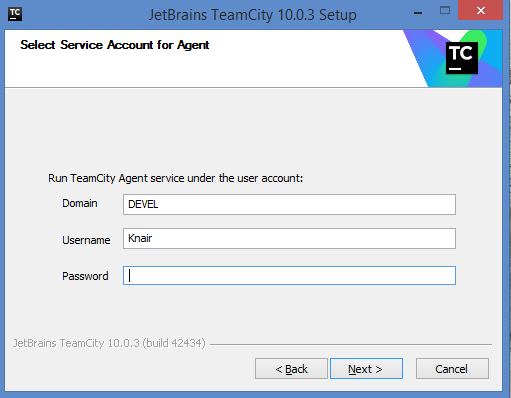 TC
JetBrains TeamCity 10.0.3 Setup
Select Service Account for Agent
TC
Run TeamCity Agent service under the user account:
Domain DEVEL
Username Knair
Password
JetBrains TeamCity 10.0.3 (build 42434)
< Back Next > Cancel